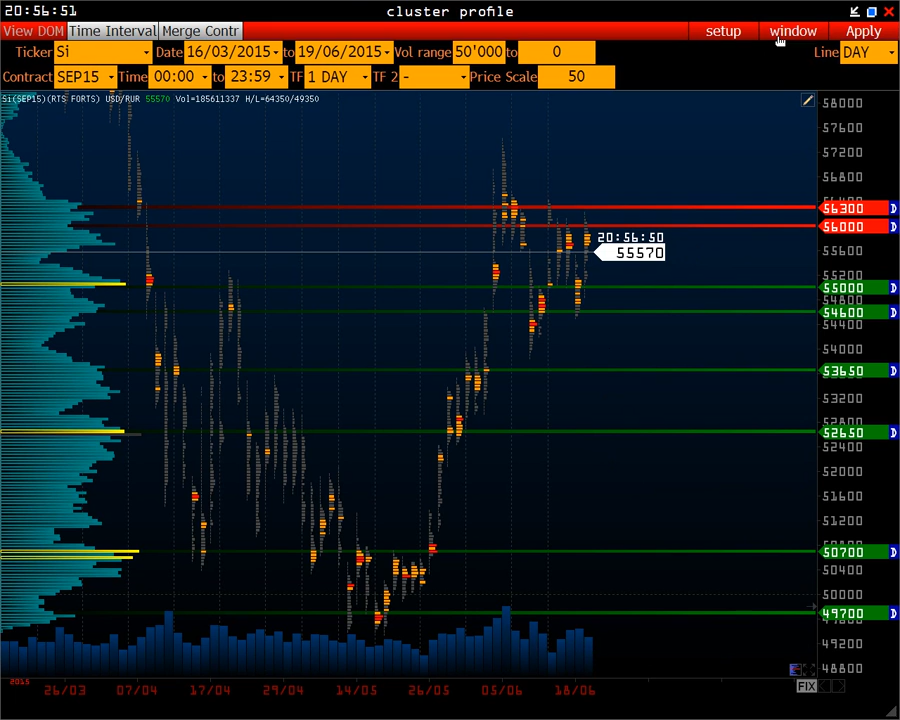 20:56:51 cluster profile
View DOM Time Interval Merge Contr setup window Apply
Ticker Si Date 16/03/2015 to 19/06/2015 Vol range 50'000 to 0 Line DAY
Contract SEP15 Time 00:00 to 23:59 TF 1 DAY TF 2 - Price Scale 50
Si(SEP15)(RTS FORTS) USD/RUR 55570 Vol=185611337 H/L=64350/49350
58000
57600
57200
56800
56300 D
56000 D
20:56:50
55600
55570
55200
55000 D
54800
54600 D
54400
54000
53650 D
53200
52800
52650 D
52400
52000
51600
51200
50700 D
50400
50000
49700 D
49200
48800
2015
26/03 07/04 17/04 29/04 14/05 26/05 05/06 18/06
FIX